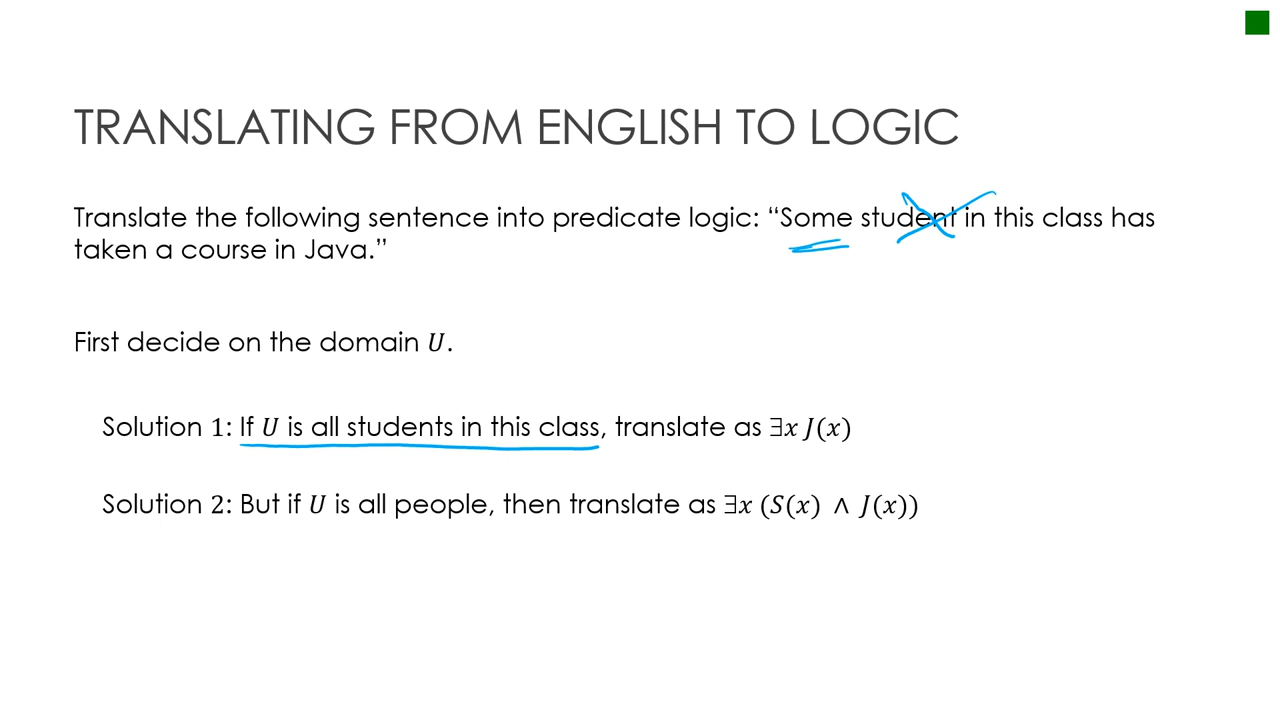 TRANSLATING FROM ENGLISH TO LOGIC
Translate the following sentence into predicate logic: “Some student in this class has
taken a course in Java.”
First decide on the domain 𝑈.
Solution 1: If 𝑈 is all students in this class, translate as ∃𝑥 𝐽(𝑥)
Solution 2: But if 𝑈 is all people, then translate as ∃𝑥 (𝑆(𝑥) ∧ 𝐽(𝑥))